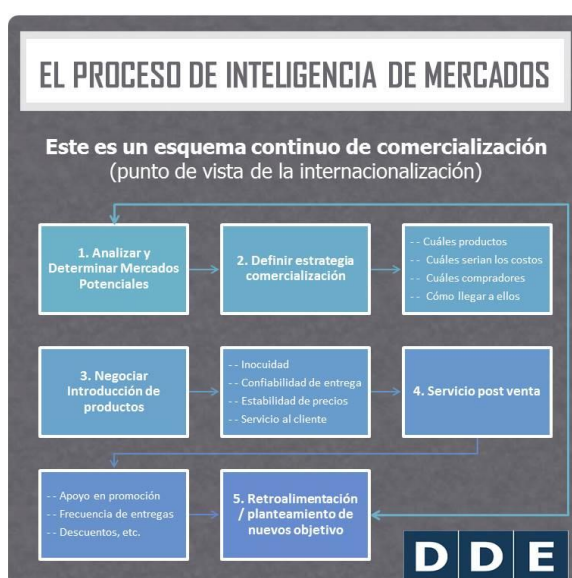 EL PROCESO DE INTELIGENCIA DE MERCADOS
Este es un esquema continuo de comercialización
(punto de vista de la internacionalización)
1. Analizar y
Determinar Mercados
Potenciales
2. Definir estrategia
comercialización
-- Cuáles productos
-- Cuáles serian los costos
-- Cuáles compradores
-- Cómo llegar a ellos
3. Negociar
Introducción de
productos
-- Inocuidad
-- Confiabilidad de entrega
-- Estabilidad de precios
-- Servicio al cliente
4. Servicio post venta
-- Apoyo en promoción
-- Frecuencia de entregas
-- Descuentos, etc.
5. Retroalimentación
/ planteamiento de
nuevos objetivo
DDE